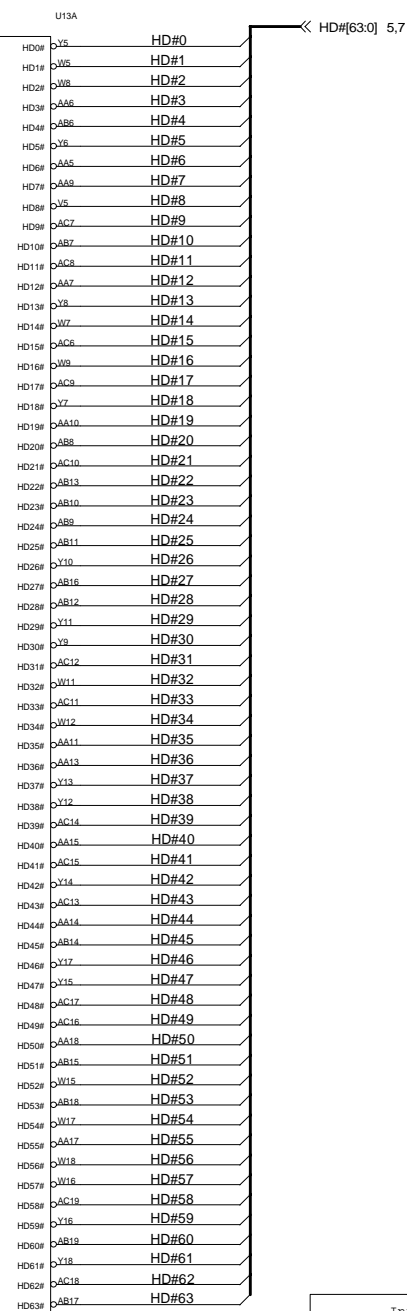 U13A
HD#[63:0] 5,7
HD0# Y5 HD#0
HD1# W5 HD#1
HD2# W8 HD#2
HD3# AA6 HD#3
HD4# AB6 HD#4
HD5# Y6 HD#5
HD6# AA5 HD#6
HD7# AA9 HD#7
HD8# V5 HD#8
HD9# AC7 HD#9
HD10# AB7 HD#10
HD11# AC8 HD#11
HD12# AA7 HD#12
HD13# Y8 HD#13
HD14# W7 HD#14
HD15# AC6 HD#15
HD16# W9 HD#16
HD17# AC9 HD#17
HD18# Y7 HD#18
HD19# AA10 HD#19
HD20# AB8 HD#20
HD21# AC10 HD#21
HD22# AB13 HD#22
HD23# AB10 HD#23
HD24# AB9 HD#24
HD25# AB11 HD#25
HD26# Y10 HD#26
HD27# AB16 HD#27
HD28# AB12 HD#28
HD29# Y11 HD#29
HD30# Y9 HD#30
HD31# AC12 HD#31
HD32# W11 HD#32
HD33# AC11 HD#33
HD34# W12 HD#34
HD35# AA11 HD#35
HD36# AA13 HD#36
HD37# Y13 HD#37
HD38# Y12 HD#38
HD39# AC14 HD#39
HD40# AA15 HD#40
HD41# AC15 HD#41
HD42# Y14 HD#42
HD43# AC13 HD#43
HD44# AA14 HD#44
HD45# AB14 HD#45
HD46# Y17 HD#46
HD47# Y15 HD#47
HD48# AC17 HD#48
HD49# AC16 HD#49
HD50# AA18 HD#50
HD51# AB15 HD#51
HD52# W15 HD#52
HD53# AB18 HD#53
HD54# W17 HD#54
HD55# AA17 HD#55
HD56# W18 HD#56
HD57# W16 HD#57
HD58# AC19 HD#58
HD59# Y16 HD#59
HD60# AB19 HD#60
HD61# Y18 HD#61
HD62# AC18 HD#62
HD63# AB17 HD#63